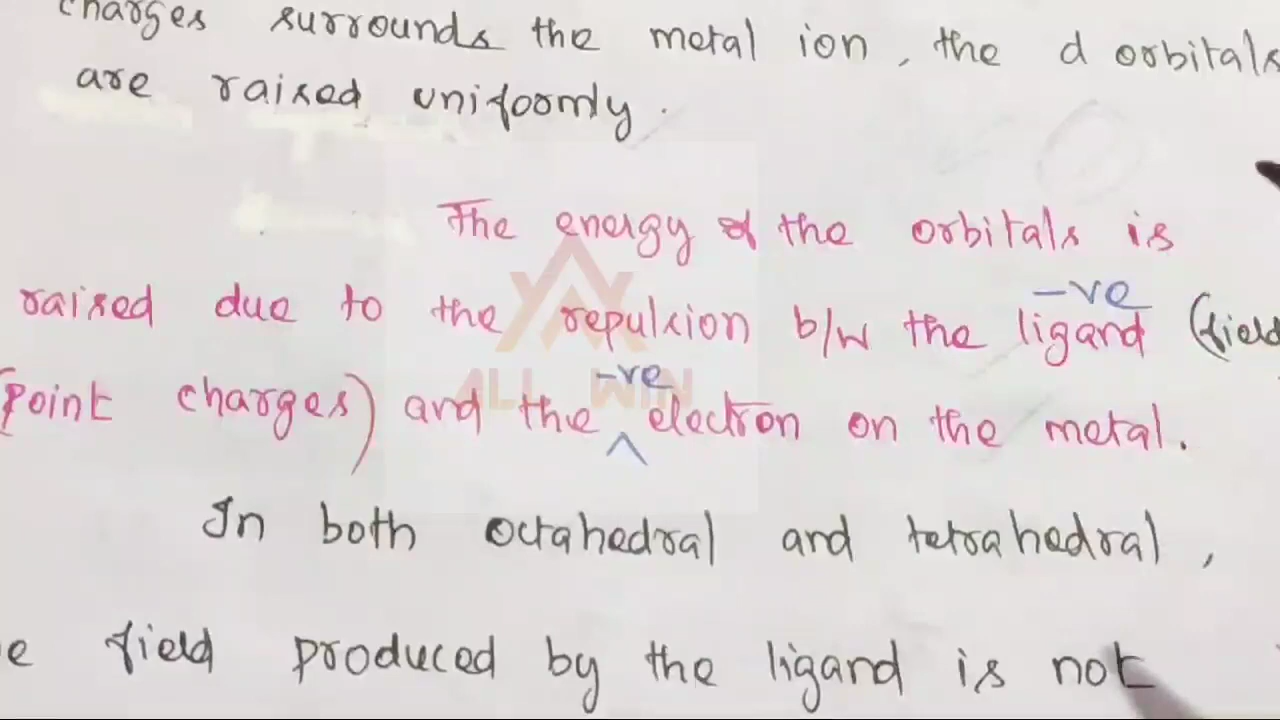 charges surrounds the metal ion, the d orbitals
are raised uniformly.
The energy of the orbitals is
raised due to the repulsion b/w the -ve ligand (field
(point charges) and the -ve electron on the metal.
ALL WIN
In both octahedral and tetrahedral,
e field produced by the ligand is not